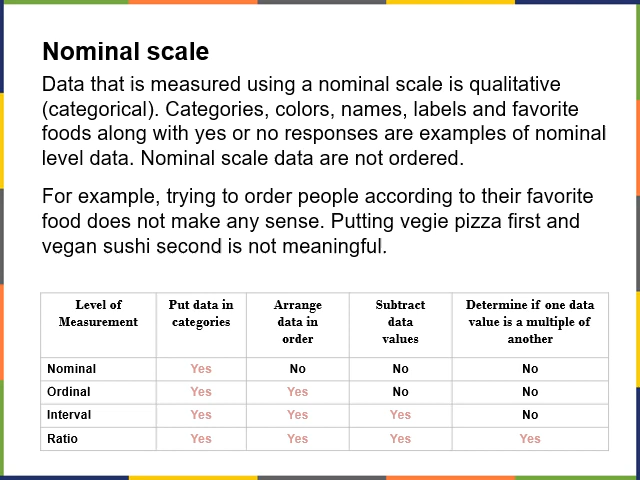 Nominal scale
Data that is measured using a nominal scale is qualitative
(categorical). Categories, colors, names, labels and favorite
foods along with yes or no responses are examples of nominal
level data. Nominal scale data are not ordered.
For example, trying to order people according to their favorite
food does not make any sense. Putting vegie pizza first and
vegan sushi second is not meaningful.
Level of Measurement Put data in categories Arrange data in order Subtract data values Determine if one data value is a multiple of another
Nominal Yes No No No
Ordinal Yes Yes No No
Interval Yes Yes Yes No
Ratio Yes Yes Yes Yes